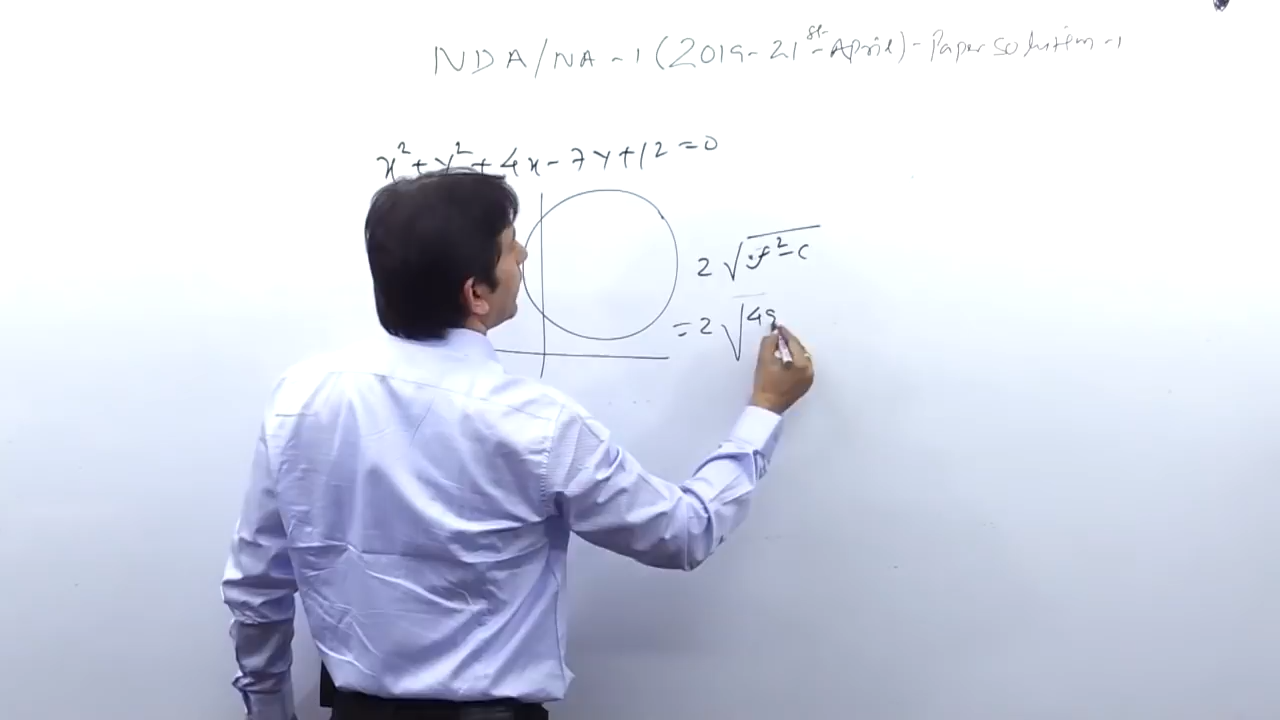 NDA/NA-1 (2019-21st-April)-Paper solution-1
x²+y²+4x-7y+12=0
2√f²-c
=2√49